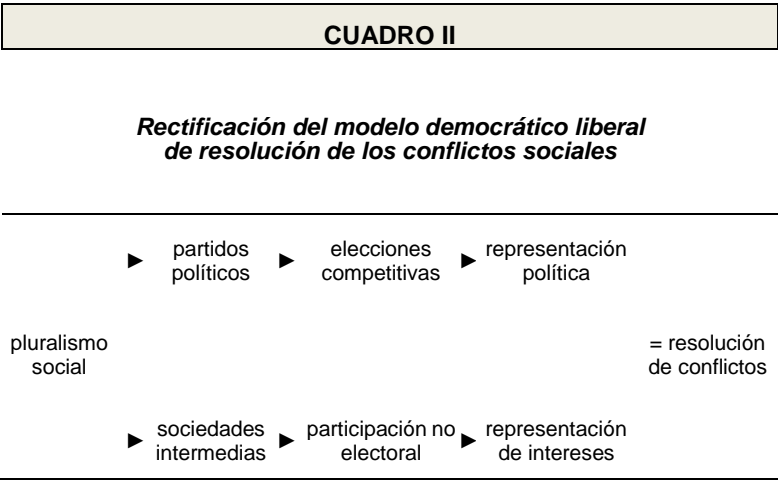 CUADRO II
Rectificación del modelo democrático liberal
de resolución de los conflictos sociales
► partidos ► elecciones ► representación
políticos competitivas política
pluralismo = resolución
social de conflictos
► sociedades ► participación no ► representación
intermedias electoral de intereses